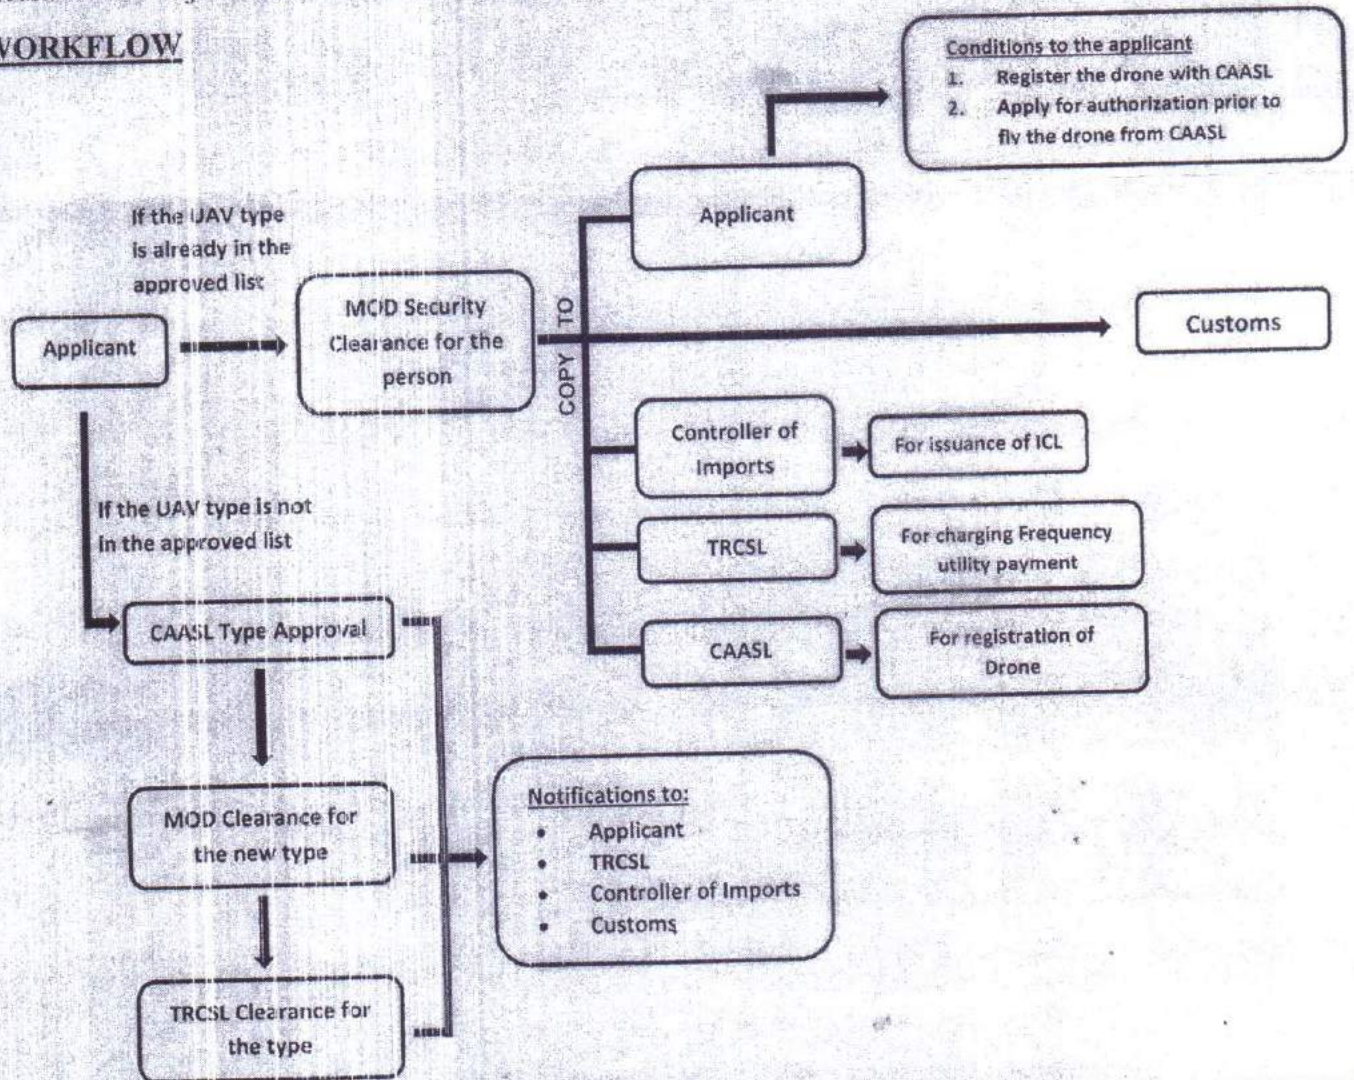 WORKFLOW
Conditions to the applicant
1. Register the drone with CAASL
2. Apply for authorization prior to
fly the drone from CAASL
Applicant
If the UAV type
is already in the
approved list
MOD Security
Clearance for the
person
Applicant
COPY TO
Customs
Controller of
Imports
For issuance of ICL
If the UAV type is not
In the approved list
TRCSL
For charging Frequency
utility payment
CAASL Type Approval
CAASL
For registration of
Drone
MOD Clearance for
the new type
Notifications to:
• Applicant
• TRCSL
• Controller of Imports
• Customs
TRCSL Clearance for
the type